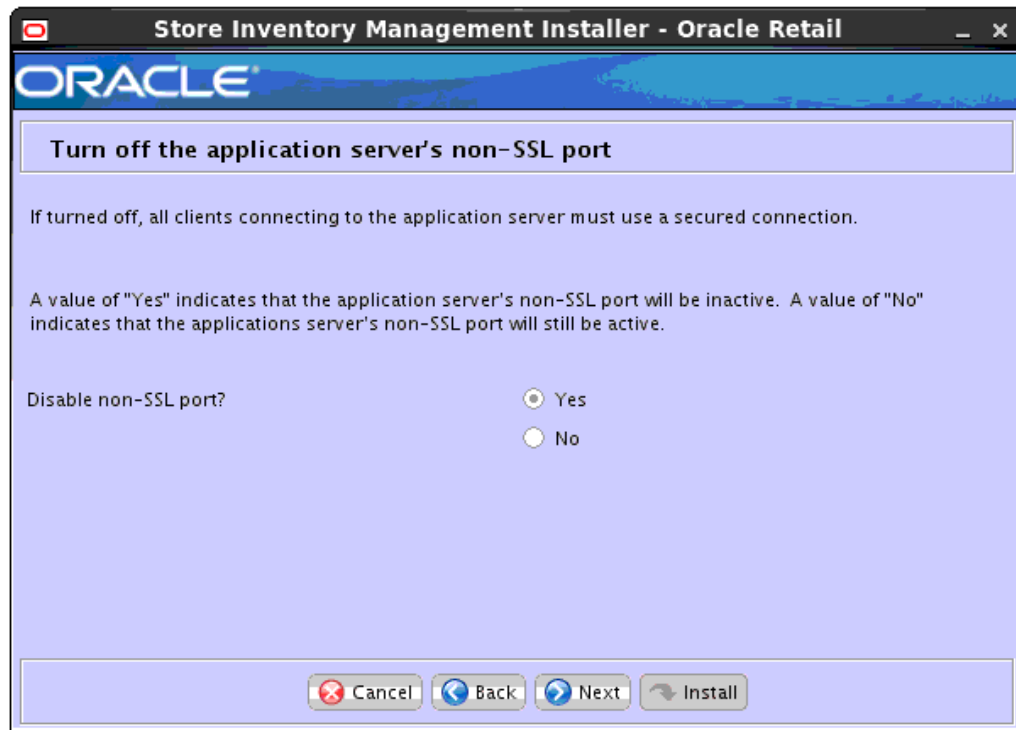 Store Inventory Management Installer - Oracle Retail
ORACLE
Turn off the application server's non-SSL port
If turned off, all clients connecting to the application server must use a secured connection.
A value of "Yes" indicates that the application server's non-SSL port will be inactive. A value of "No"
indicates that the applications server's non-SSL port will still be active.
Disable non-SSL port?
Yes
No
Cancel Back Next Install